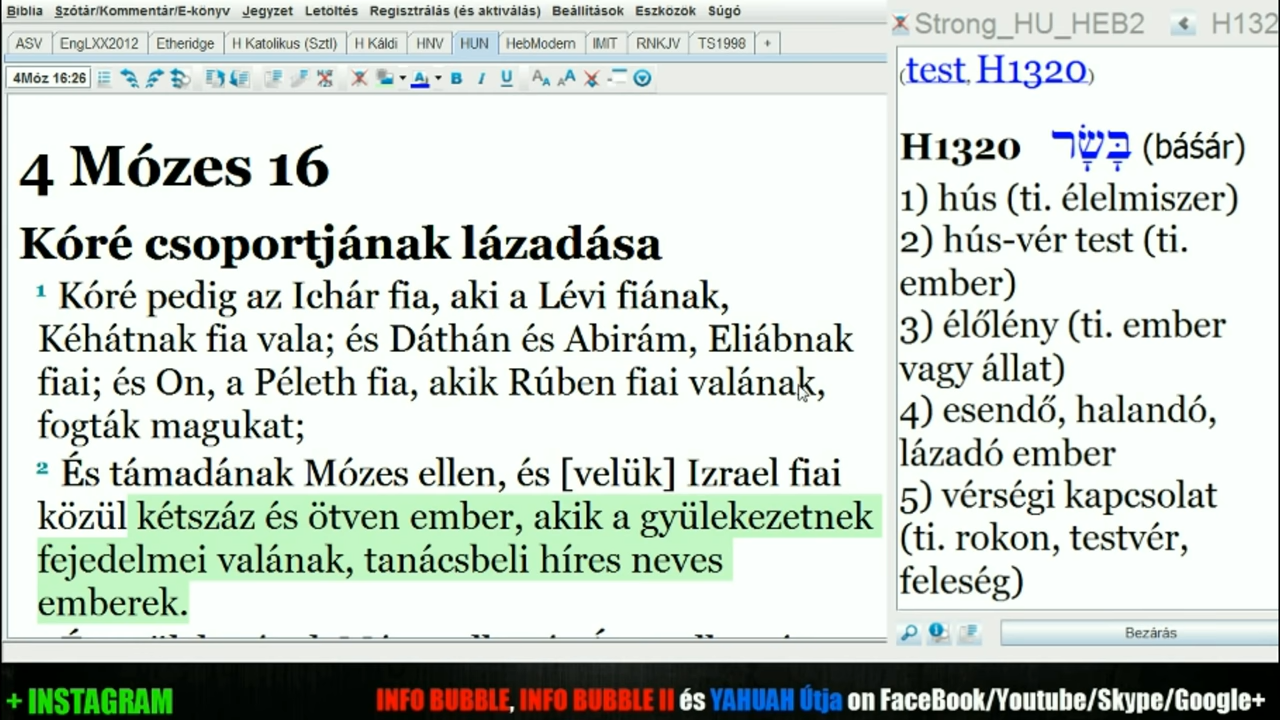 Biblia Szótár/Kommentár/E-könyv Jegyzet Letöltés Regisztrálás (és aktiválás) Beállítások Eszközök Súgó
ASV EngLXX2012 Etheridge H Katolikus (Sztl) H Káldi HNV HUN HebModern IMIT RNKJV TS1998 +
4Móz 16:26
4 Mózes 16
Kóré csoportjának lázadása
1 Kóré pedig az Ichár fia, aki a Lévi fiának,
Kéhátnak fia vala; és Dáthán és Abirám, Eliábnak
fiai; és On, a Péleth fia, akik Rúben fiai valának,
fogták magukat;
2 És támadának Mózes ellen, és [velük] Izrael fiai
közül kétszáz és ötven ember, akik a gyülekezetnek
fejedelmei valának, tanácsbeli híres neves
emberek.
Strong_HU_HEB2 H132
(test, H1320)
H1320 בָּשָׂר (báśár)
1) hús (ti. élelmiszer)
2) hús-vér test (ti.
ember)
3) élőlény (ti. ember
vagy állat)
4) esendő, halandó,
lázadó ember
5) vérségi kapcsolat
(ti. rokon, testvér,
feleség)
Bezárás
+ INSTAGRAM INFO BUBBLE, INFO BUBBLE II és YAHUAH Útja on FaceBook/Youtube/Skype/Google+